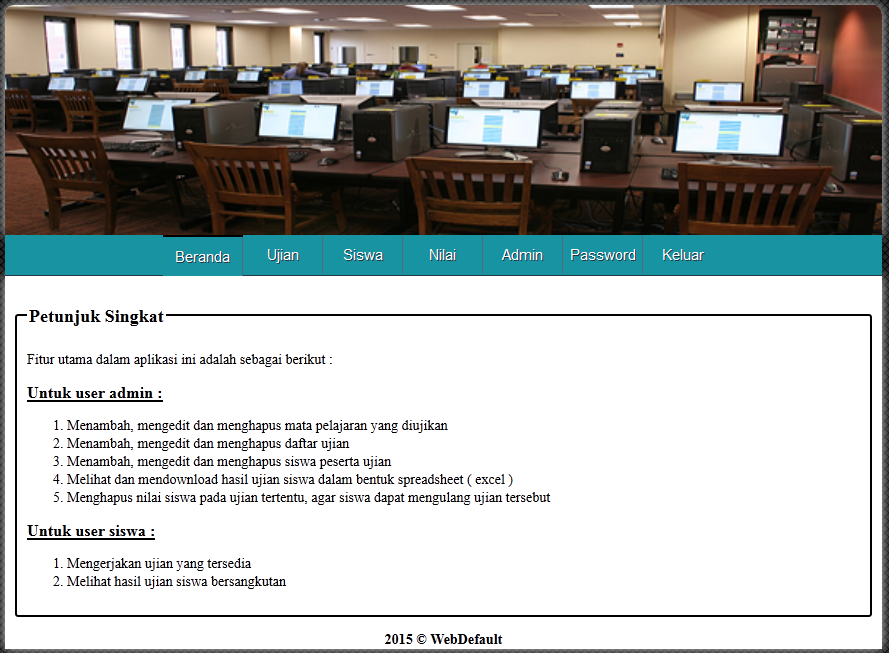 Beranda Ujian Siswa Nilai Admin Password Keluar
Petunjuk Singkat
Fitur utama dalam aplikasi ini adalah sebagai berikut :
Untuk user admin :
1. Menambah, mengedit dan menghapus mata pelajaran yang diujikan
2. Menambah, mengedit dan menghapus daftar ujian
3. Menambah, mengedit dan menghapus siswa peserta ujian
4. Melihat dan mendownload hasil ujian siswa dalam bentuk spreadsheet ( excel )
5. Menghapus nilai siswa pada ujian tertentu, agar siswa dapat mengulang ujian tersebut
Untuk user siswa :
1. Mengerjakan ujian yang tersedia
2. Melihat hasil ujian siswa bersangkutan
2015 © WebDefault